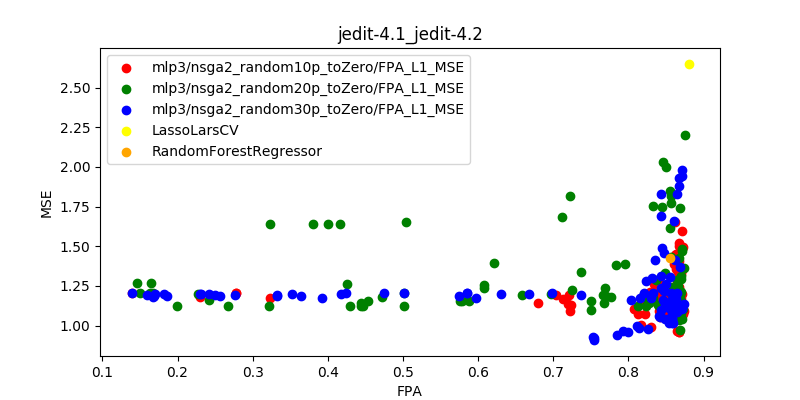 jedit-4.1_jedit-4.2
mlp3/nsga2_random10p_toZero/FPA_L1_MSE
mlp3/nsga2_random20p_toZero/FPA_L1_MSE
mlp3/nsga2_random30p_toZero/FPA_L1_MSE
LassoLarsCV
RandomForestRegressor
MSE
2.50
2.25
2.00
1.75
1.50
1.25
1.00
0.1 0.2 0.3 0.4 0.5 0.6 0.7 0.8 0.9
FPA